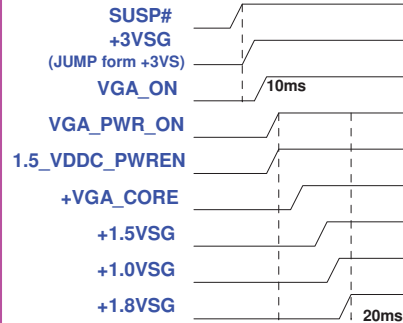 SUSP#
+3VSG
(JUMP form +3VS)
VGA_ON
10ms
VGA_PWR_ON
1.5_VDDC_PWREN
+VGA_CORE
+1.5VSG
+1.0VSG
+1.8VSG
20ms